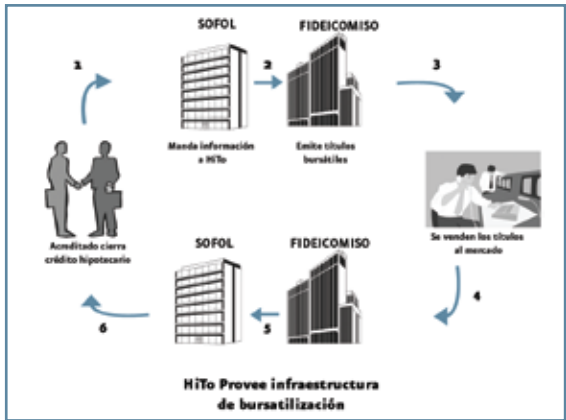 SOFOL
FIDEICOMISO
1
2
3
Manda información
a HiTo
Emite títulos
bursátiles
Acreditado cierra
crédito hipotecario
Se venden los títulos
al mercado
SOFOL
FIDEICOMISO
4
5
6
HiTo Provee infraestructura
de bursatilización